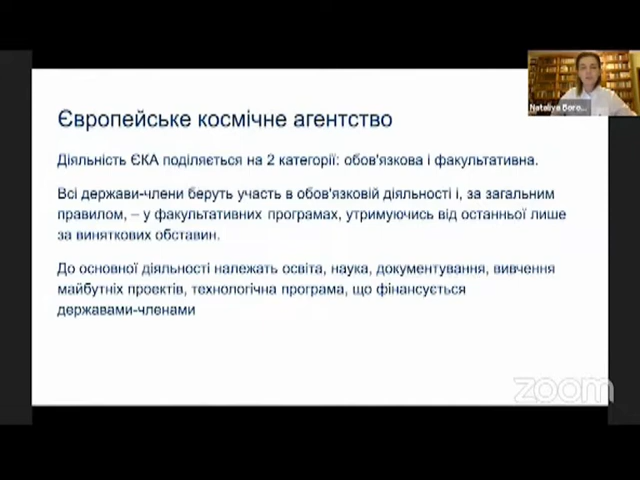 Європейське космічне агентство
Nataliya Boro...
Діяльність ЄКА поділяється на 2 категорії: обов'язкова і факультативна.
Всі держави-члени беруть участь в обов'язковій діяльності і, за загальним
правилом, – у факультативних програмах, утримуючись від останньої лише
за виняткових обставин.
До основної діяльності належать освіта, наука, документування, вивчення
майбутніх проектів, технологічна програма, що фінансується
державами-членами
zoom